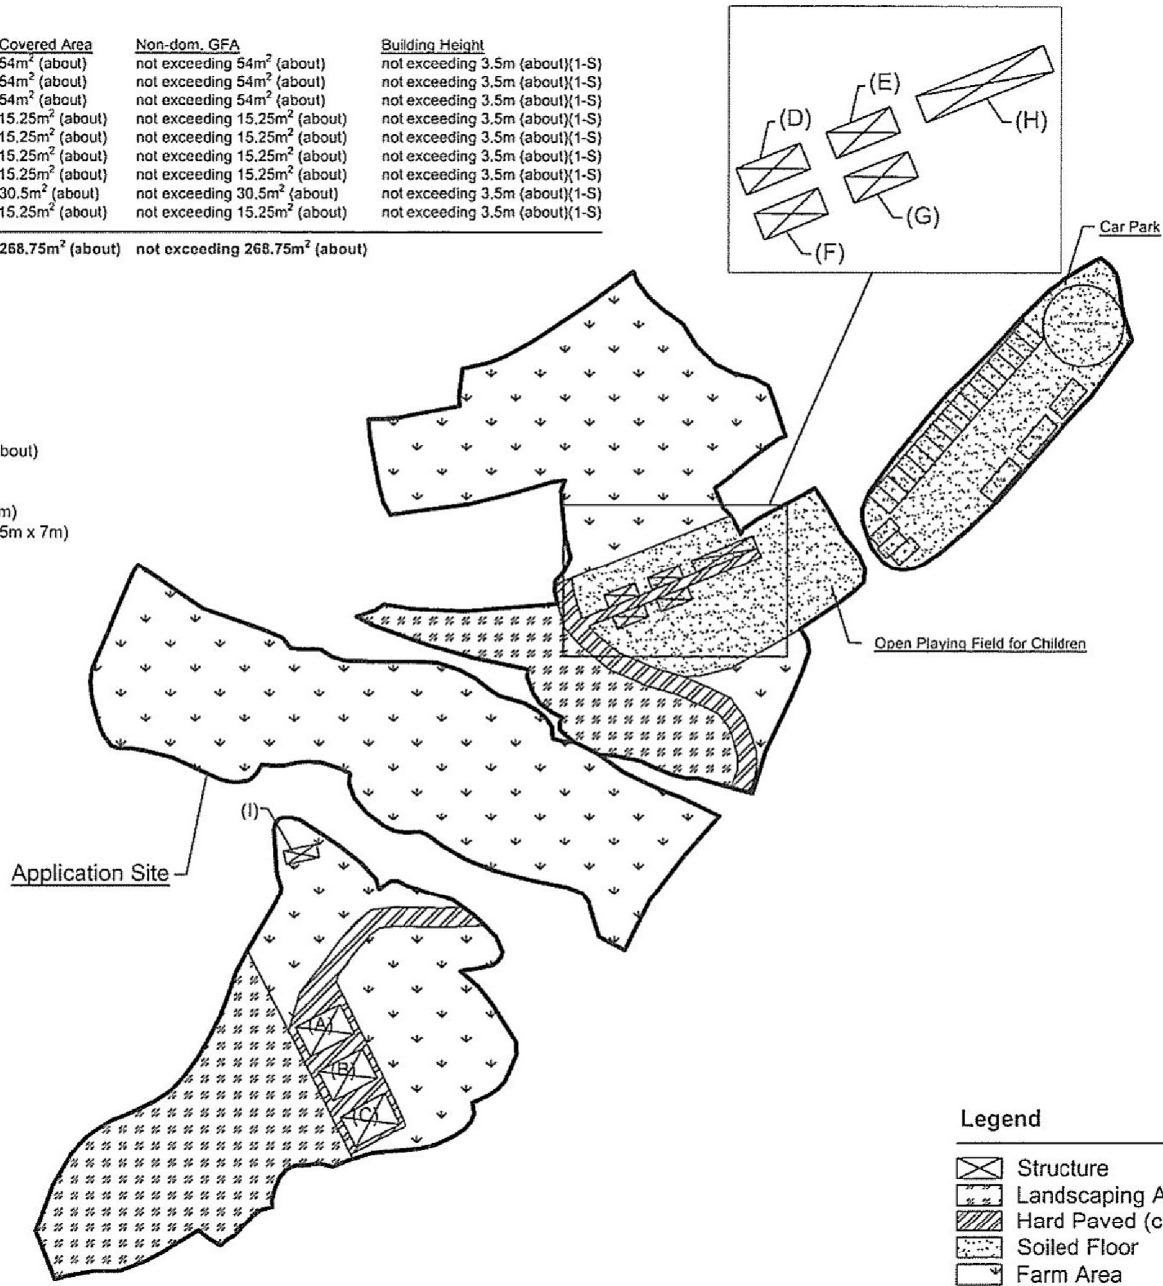 Covered Area Non-dom. GFA Building Height
54m² (about) not exceeding 54m² (about) not exceeding 3.5m (about)(1-S)
54m² (about) not exceeding 54m² (about) not exceeding 3.5m (about)(1-S)
54m² (about) not exceeding 54m² (about) not exceeding 3.5m (about)(1-S)
15.25m² (about) not exceeding 15.25m² (about) not exceeding 3.5m (about)(1-S)
15.25m² (about) not exceeding 15.25m² (about) not exceeding 3.5m (about)(1-S)
15.25m² (about) not exceeding 15.25m² (about) not exceeding 3.5m (about)(1-S)
15.25m² (about) not exceeding 15.25m² (about) not exceeding 3.5m (about)(1-S)
30.5m² (about) not exceeding 30.5m² (about) not exceeding 3.5m (about)(1-S)
15.25m² (about) not exceeding 15.25m² (about) not exceeding 3.5m (about)(1-S)
268.75m² (about) not exceeding 268.75m² (about)
(E)
(D)
(H)
(G)
(F)
Car Park
bout)
m)
5m x 7m)
Open Playing Field for Children
(I)
Application Site
(A)
(B)
(C)
Legend
Structure
Landscaping A
Hard Paved (c
Soiled Floor
Farm Area